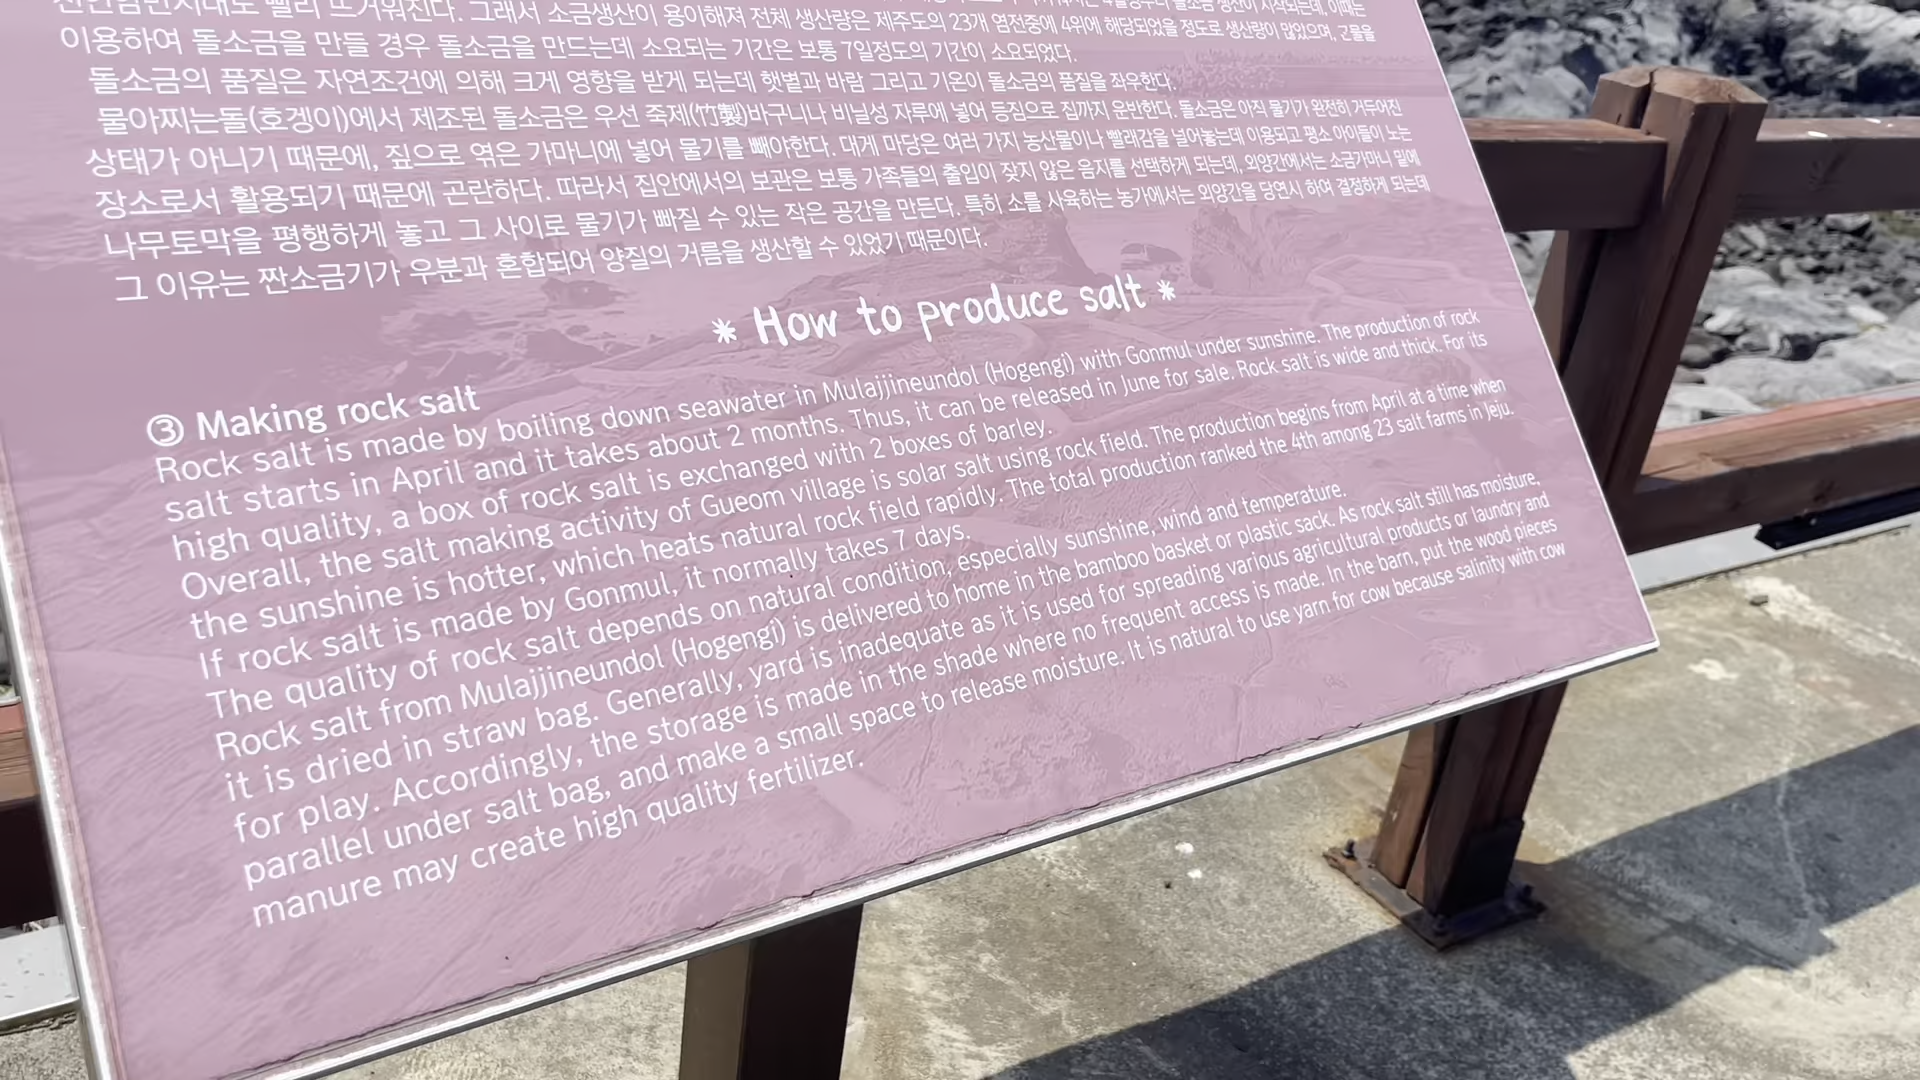 그래서 소금생산이 용이해져 전체 생산량은 제주도의 23개 염전중에 4위에 해당되었을 정도로 생산량이 많았으며,
이용하여 돌소금을 만들 경우 돌소금을 만드는데 소요되는 기간은 보통 7일정도의 기간이 소요되었다.
돌소금의 품질은 자연조건에 의해 크게 영향을 받게 되는데 햇볕과 바람 그리고 기온이 돌소금의 품질을 좌우한다.
물아찌는돌(호겡이)에서 제조된 돌소금은 우선 죽제(竹製)바구니나 비닐성 자루에 넣어 등짐으로 집까지 운반한다. 돌소금은 아직 물기가 완전히 거두어진
상태가 아니기 때문에, 짚으로 엮은 가마니에 넣어 물기를 빼야한다. 대게 마당은 여러 가지 농산물이나 빨래감을 널어놓는데 이용되고 평소 아이들이 노는
장소로서 활용되기 때문에 곤란하다. 따라서 집안에서의 보관은 보통 가족들의 출입이 잦지 않은 음지를 선택하게 되는데, 외양간에서는 소금가마니 밑에
나무토막을 평행하게 놓고 그 사이로 물기가 빠질 수 있는 작은 공간을 만든다. 특히 소를 사육하는 농가에서는 외양간을 당연시 하여 결정하게 되는데
그 이유는 짠소금기가 우분과 혼합되어 양질의 거름을 생산할 수 있었기 때문이다.
* How to produce salt *
③ Making rock salt
Rock salt is made by boiling down seawater in Mulajjineundol (Hogengi) with Gonmul under sunshine. The production of rock
salt starts in April and it takes about 2 months. Thus, it can be released in June for sale. Rock salt is wide and thick. For its
high quality, a box of rock salt is exchanged with 2 boxes of barley.
Overall, the salt making activity of Gueom village is solar salt using rock field. The production begins from April at a time when
the sunshine is hotter, which heats natural rock field rapidly. The total production ranked the 4th among 23 salt farms in Jeju.
If rock salt is made by Gonmul, it normally takes 7 days.
The quality of rock salt depends on natural condition, especially sunshine, wind and temperature.
Rock salt from Mulajjineundol (Hogengi) is delivered to home in the bamboo basket or plastic sack. As rock salt still has moisture,
it is dried in straw bag. Generally, yard is inadequate as it is used for spreading various agricultural products or laundry and
for play. Accordingly, the storage is made in the shade where no frequent access is made. In the barn, put the wood pieces
parallel under salt bag, and make a small space to release moisture. It is natural to use yarn for cow because salinity with cow
manure may create high quality fertilizer.